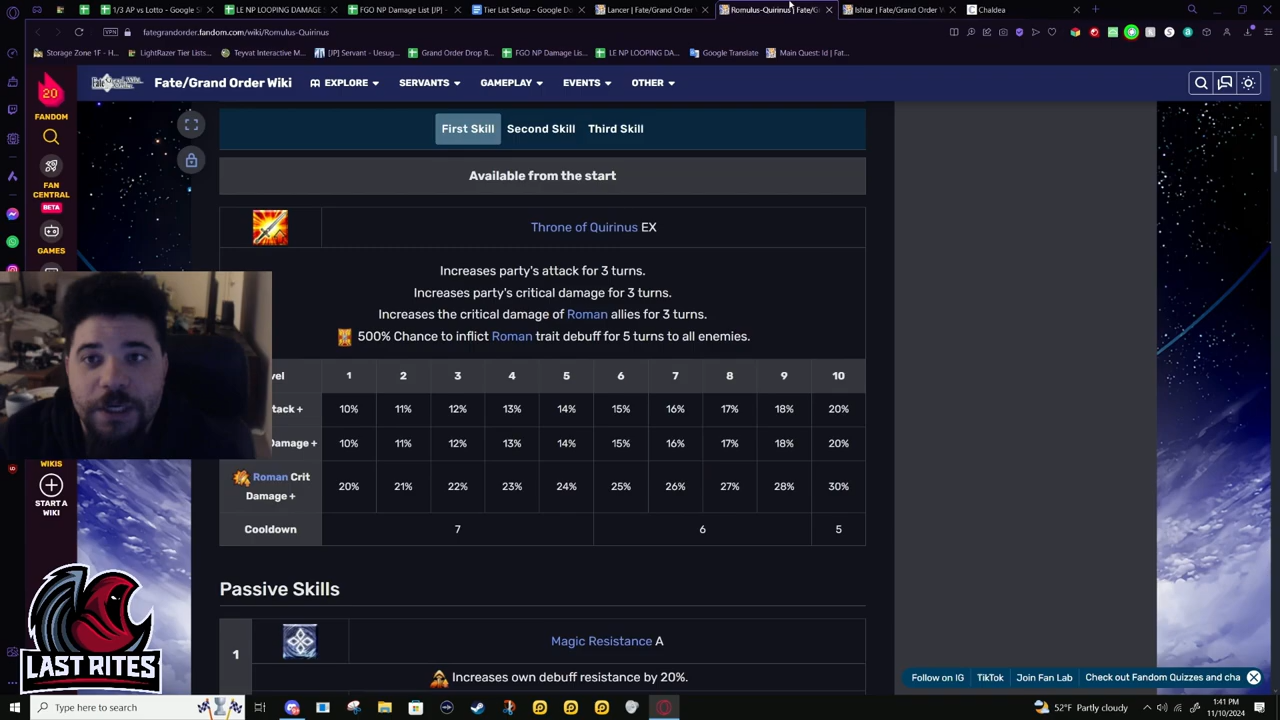 1/3 AP vs Lotto - Google S
LE NP LOOPING DAMAGE
FGO NP Damage List [JP] -
Tier List Setup - Google Do
Lancer | Fate/Grand Order
Romulus-Quirinus | Fate/G
Ishtar | Fate/Grand Order W
Chaldea
fategrandorder.fandom.com/wiki/Romulus-Quirinus
Storage Zone 1F - H...
LightRazer Tier Lists...
Teyvat Interactive M...
[JP] Servant - Uesug...
Grand Order Drop R...
FGO NP Damage Lis...
LE NP LOOPING DA...
Google Translate
Main Quest: Id | Fat...
20
FANDOM
FAN CENTRAL
BETA
GAMES
WIKIS
START A WIKI
Fate/Grand Order Wiki
EXPLORE
SERVANTS
GAMEPLAY
EVENTS
OTHER
First Skill Second Skill Third Skill
Available from the start
Throne of Quirinus EX
Increases party's attack for 3 turns.
Increases party's critical damage for 3 turns.
Increases the critical damage of Roman allies for 3 turns.
500% Chance to inflict Roman trait debuff for 5 turns to all enemies.
vel 1 2 3 4 5 6 7 8 9 10
tack + 10% 11% 12% 13% 14% 15% 16% 17% 18% 20%
Damage + 10% 11% 12% 13% 14% 15% 16% 17% 18% 20%
Roman Crit Damage + 20% 21% 22% 23% 24% 25% 26% 27% 28% 30%
Cooldown 7 6 5
Passive Skills
1
Magic Resistance A
Increases own debuff resistance by 20%.
LAST RITES
Follow on IG
TikTok
Join Fan Lab
Check out Fandom Quizzes and cha
Type here to search
52°F Partly cloudy
1:41 PM
11/10/2024